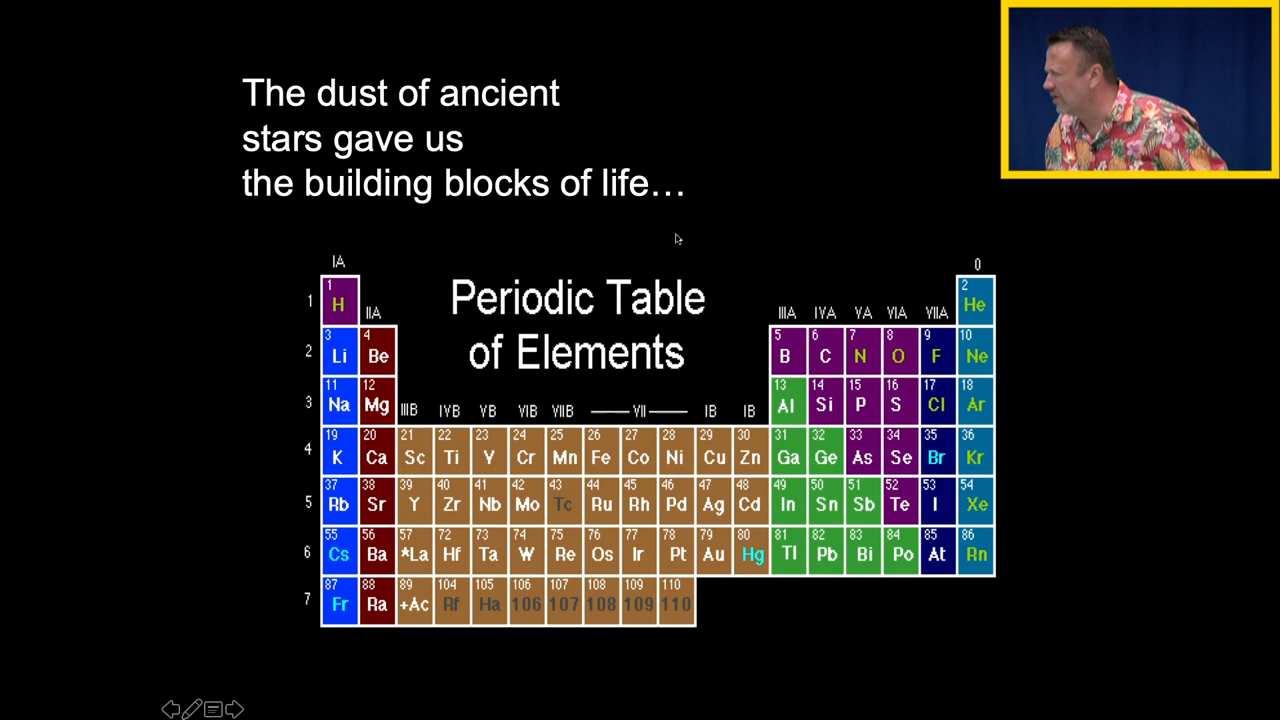 The dust of ancient
stars gave us
the building blocks of life…
IA 0
Periodic Table
of Elements
1 1 H 2 He
IIA IIIA IVA VA VIA VIIA
2 3 Li 4 Be 5 B 6 C 7 N 8 O 9 F 10 Ne
3 11 Na 12 Mg 13 Al 14 Si 15 P 16 S 17 Cl 18 Ar
IIIB IVB VB VIB VIIB VII IB IB
4 19 K 20 Ca 21 Sc 22 Ti 23 V 24 Cr 25 Mn 26 Fe 27 Co 28 Ni 29 Cu 30 Zn 31 Ga 32 Ge 33 As 34 Se 35 Br 36 Kr
5 37 Rb 38 Sr 39 Y 40 Zr 41 Nb 42 Mo 43 Tc 44 Ru 45 Rh 46 Pd 47 Ag 48 Cd 49 In 50 Sn 51 Sb 52 Te 53 I 54 Xe
6 55 Cs 56 Ba 57 *La 72 Hf 73 Ta 74 W 75 Re 76 Os 77 Ir 78 Pt 79 Au 80 Hg 81 Tl 82 Pb 83 Bi 84 Po 85 At 86 Rn
7 87 Fr 88 Ra 89 +Ac 104 Rf 105 Ha 106 106 107 107 108 108 109 109 110 110